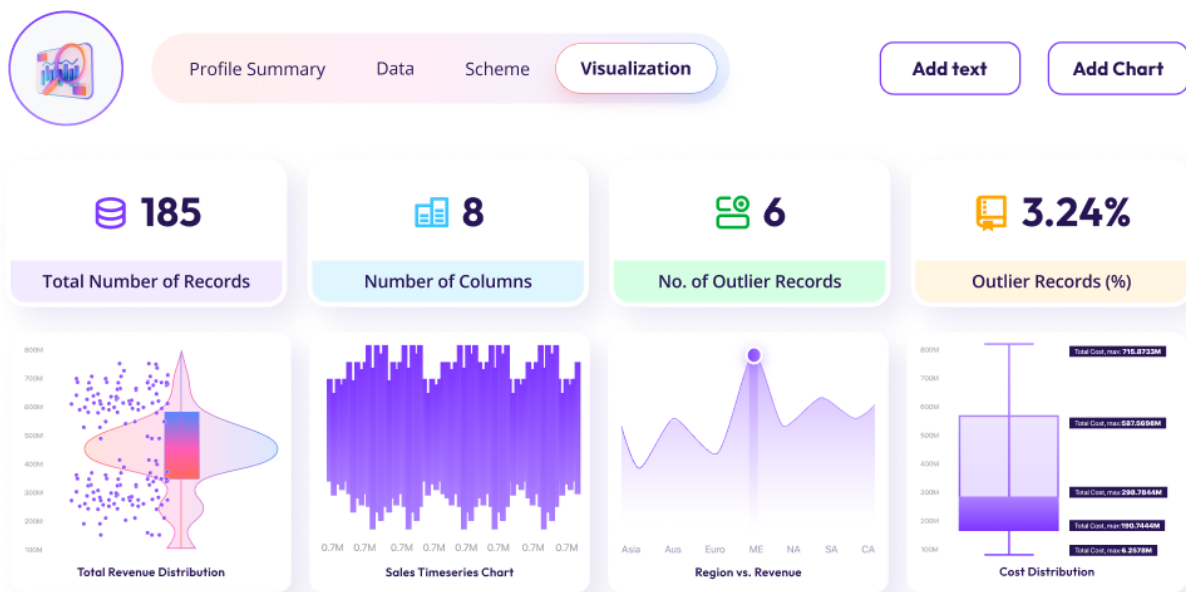 Profile Summary Data Scheme Visualization Add text Add Chart
185 8 6 3.24%
Total Number of Records Number of Columns No. of Outlier Records Outlier Records (%)
800M
700M
600M
500M
400M
300M
200M
100M
Total Revenue Distribution
0.7M 0.7M 0.7M 0.7M 0.7M 0.7M 0.7M 0.7M
Sales Timeseries Chart
Asia Aus Euro ME NA SA CA
Region vs. Revenue
800M
700M
600M
500M
400M
300M
200M
100M
Total Cost, max: 715.8733M
Total Cost, max: 587.5698M
Total Cost, max: 298.7844M
Total Cost, max: 190.7444M
Total Cost, max: 6.2578M
Cost Distribution